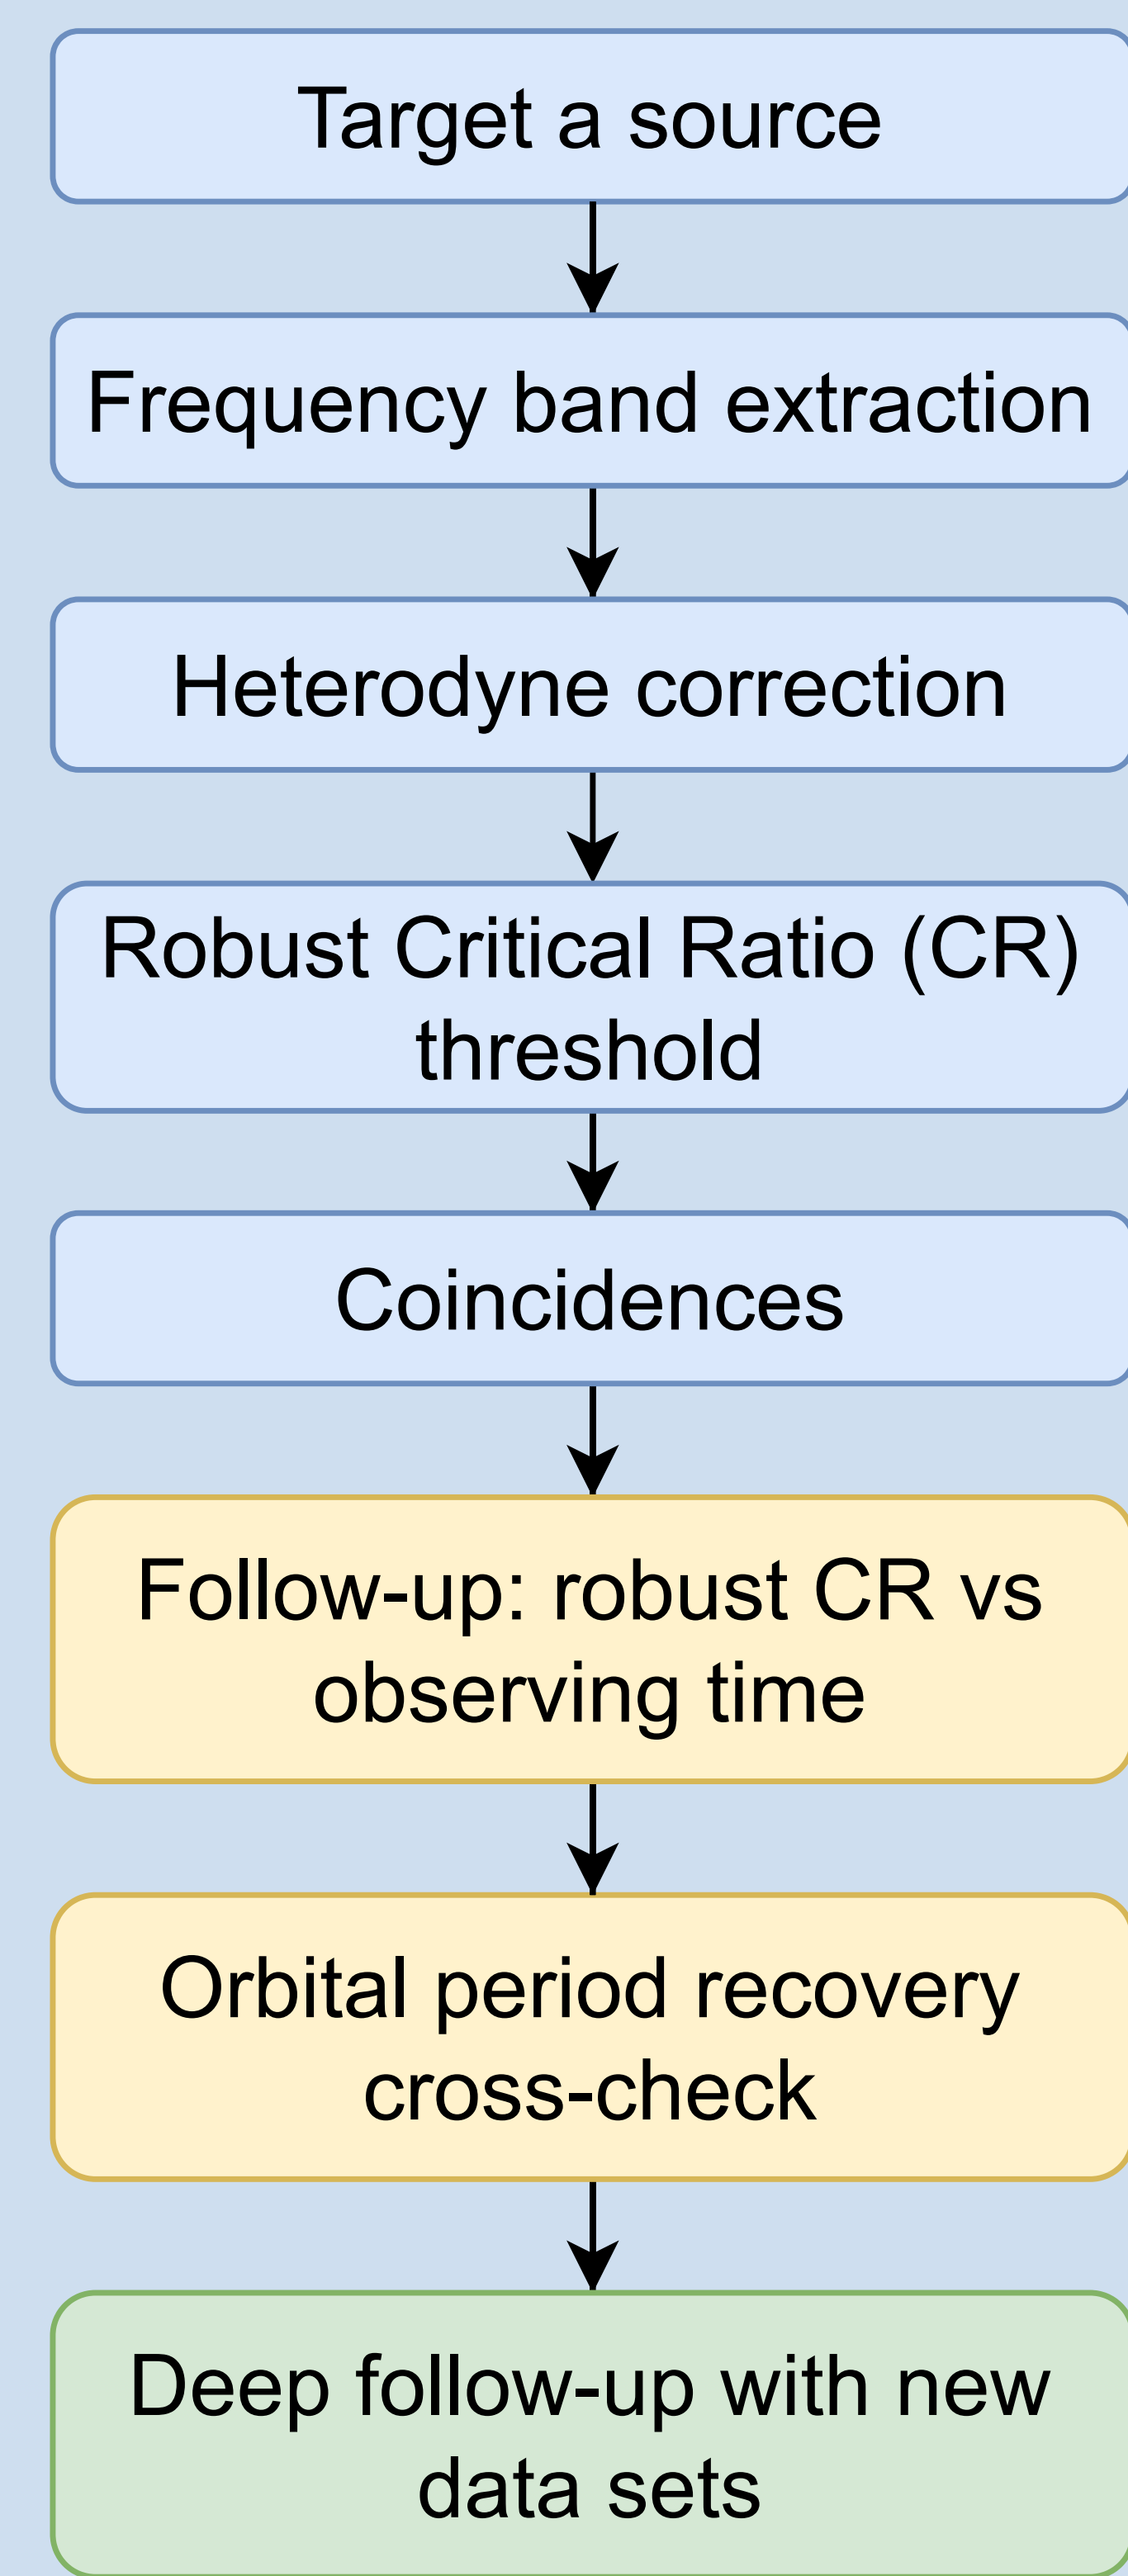 Target a source
Frequency band extraction
Heterodyne correction
Robust Critical Ratio (CR)
threshold
Coincidences
Follow-up: robust CR vs
observing time
Orbital period recovery
cross-check
Deep follow-up with new
data sets